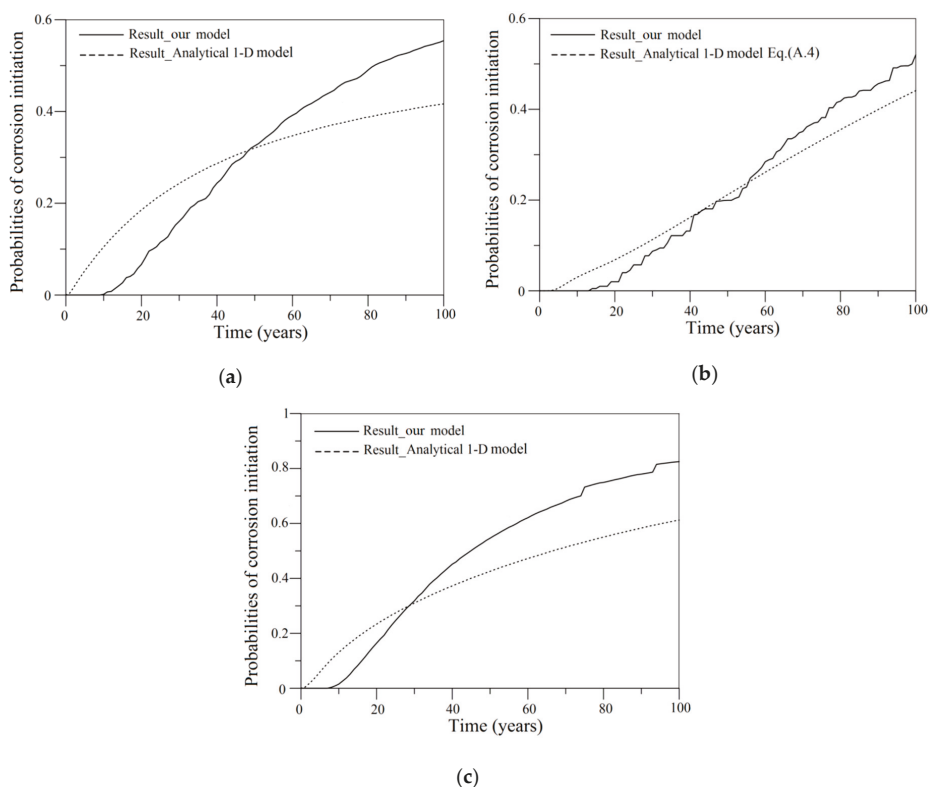 0.6
Result_our model
Result_Analytical 1-D model
0.4
0.2
0
Probabilities of corrosion initiation
0 20 40 60 80 100
Time (years)
(a)
0.6
Result_our model
Result_Analytical 1-D model Eq.(A.4)
0.4
0.2
0
Probabilities of corrosion initiation
0 20 40 60 80 100
Time (years)
(b)
1
Result_our model
Result_Analytical 1-D model
0.8
0.6
0.4
0.2
0
Probabilities of corrosion initiation
0 20 40 60 80 100
Time (years)
(c)